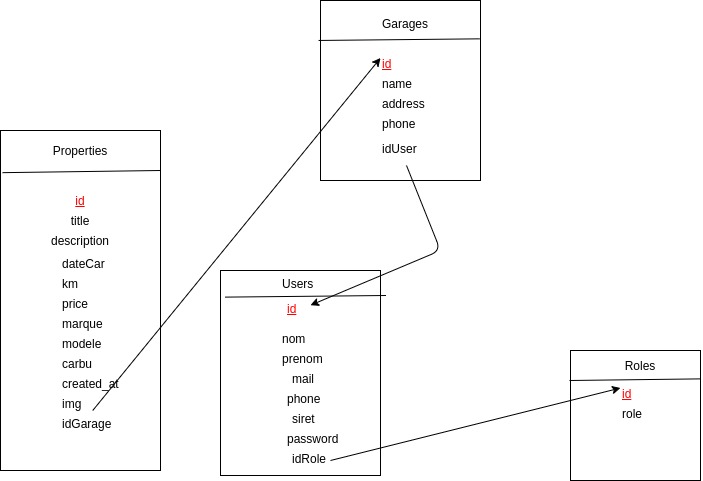 Garages
id
name
address
phone
idUser
Properties
id
title
description
dateCar
km
price
marque
modele
carbu
created_at
img
idGarage
Users
id
nom
prenom
mail
phone
siret
password
idRole
Roles
id
role